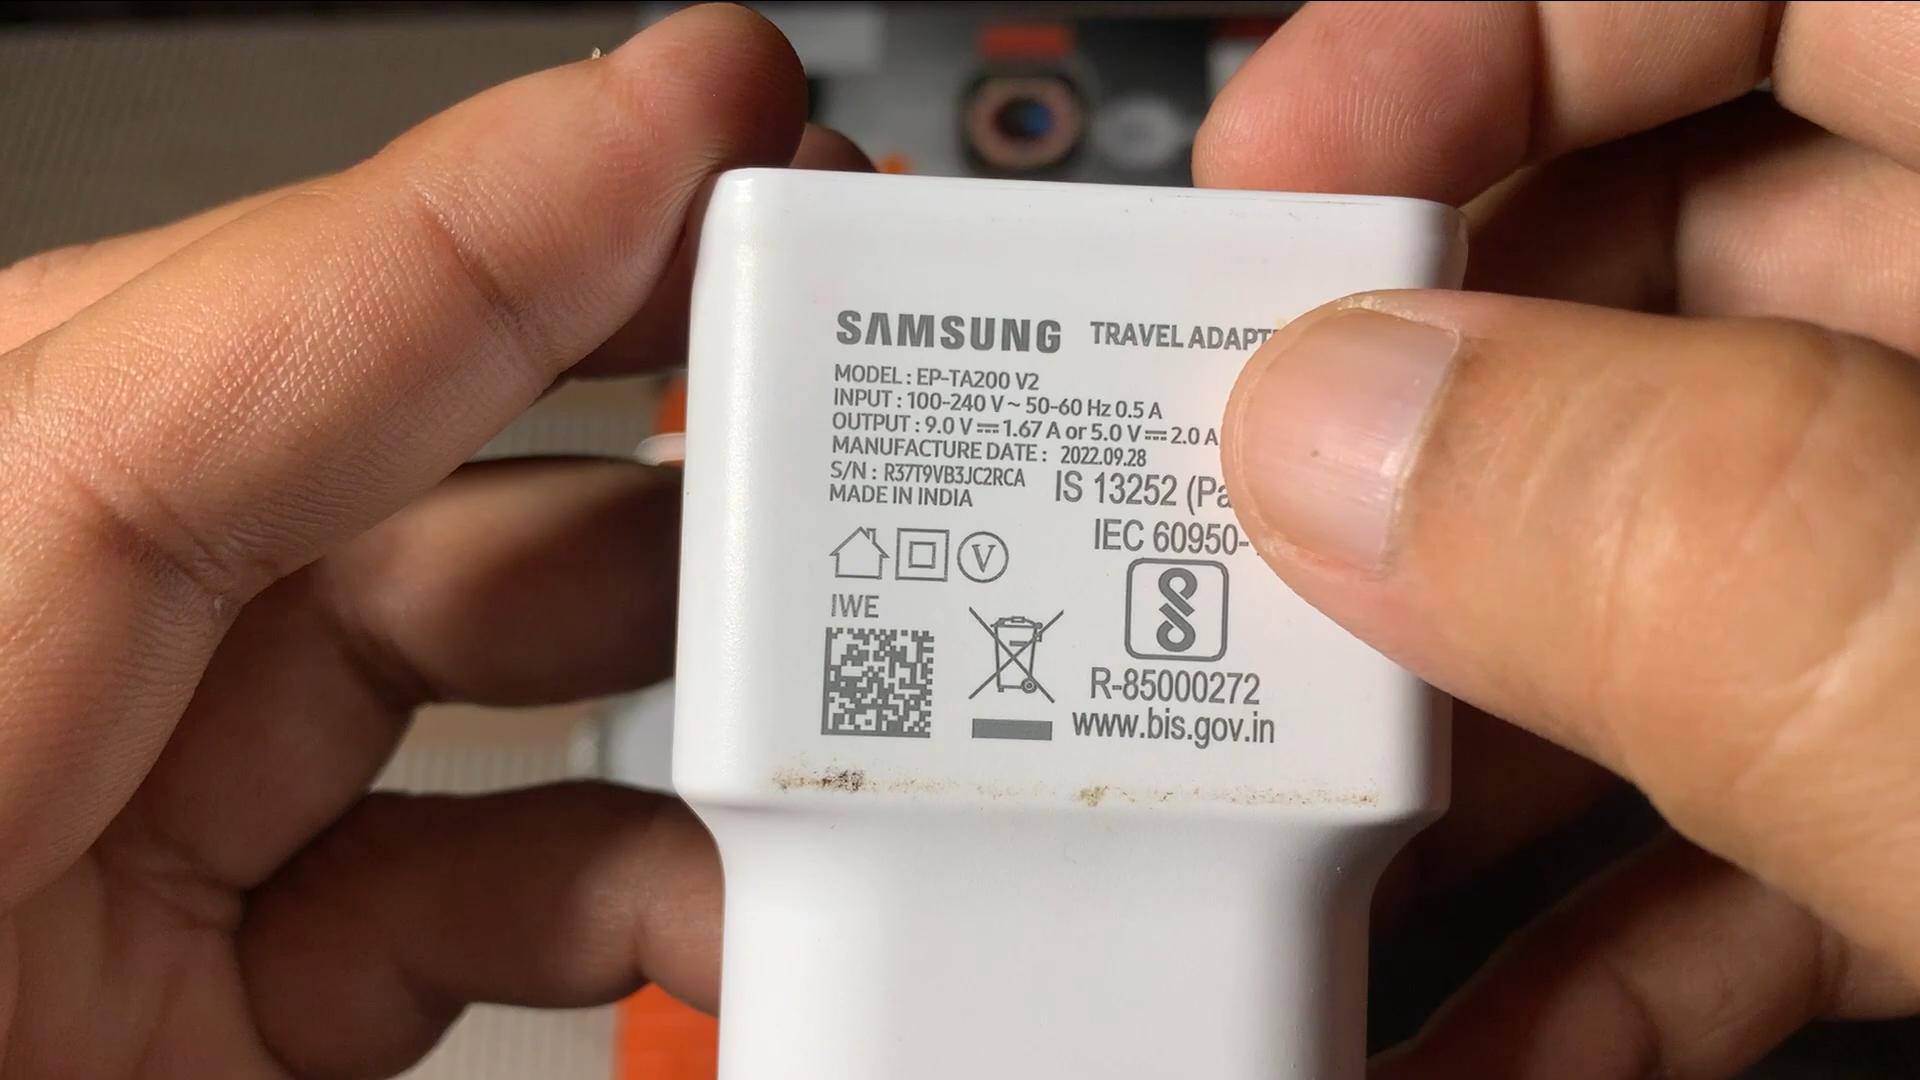 SAMSUNG TRAVEL
MODEL : EP-TA200 V2
INPUT : 100-240 V ~ 50-60 Hz 0.5 A
OUTPUT : 9.0 V ⎓ 1.67 A or 5.0 V ⎓ 2.0 A
MANUFACTURE DATE : 2022.09.28
S/N : R37T9VB3JC2RCA
MADE IN INDIA
IS 13252
IEC 60950-
V
IWE
R-85000272
www.bis.gov.in